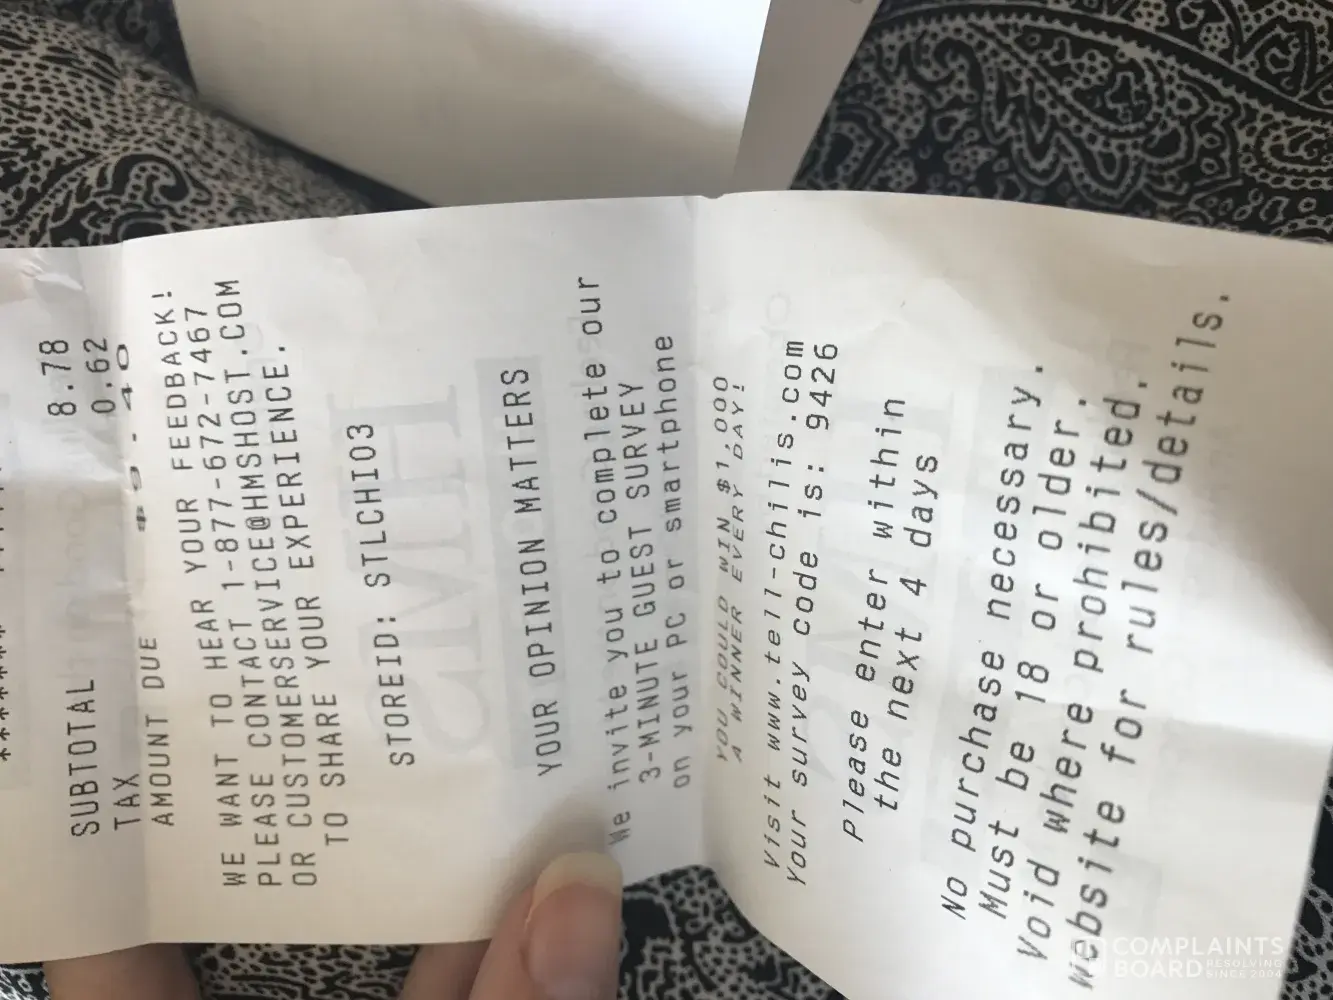 SUBTOTAL 8.78
TAX 0.62
AMOUNT DUE
WE WANT TO HEAR YOUR FEEDBACK!
PLEASE CONTACT 1-877-672-7467
OR CUSTOMERSERVICE@HMSHOST.COM
TO SHARE YOUR EXPERIENCE.
STOREID: STLCHI03
YOUR OPINION MATTERS
We invite you to complete our
3-MINUTE GUEST SURVEY
on your PC or smartphone
YOU COULD WIN $1,000
A WINNER EVERY DAY!
Visit www.tell-chilis.com
Your survey code is: 9426
Please enter within
the next 4 days
No purchase necessary.
Must be 18 or older.
Void where prohibited.
Website for rules/details.
COMPLAINTS
BOARD RESOLVING
SINCE 2004